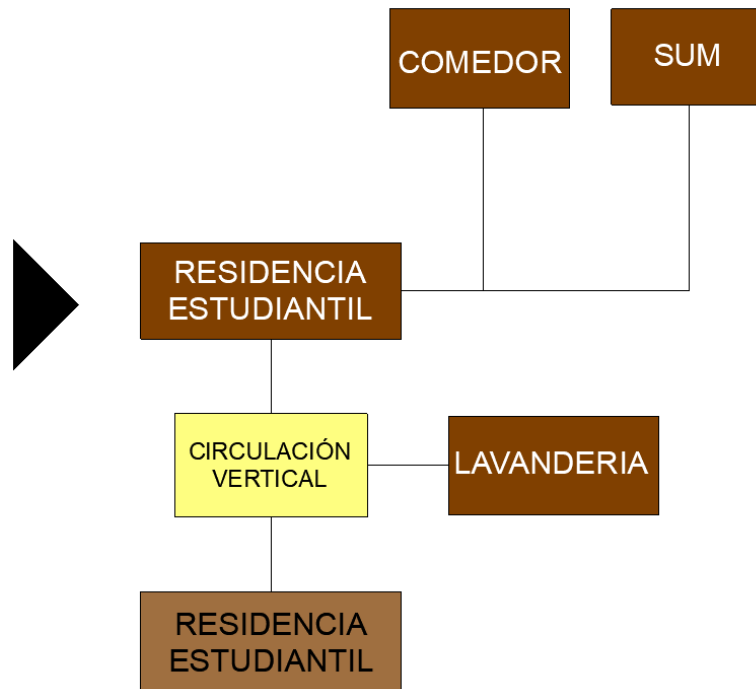 COMEDOR
SUM
RESIDENCIA
ESTUDIANTIL
CIRCULACIÓN
VERTICAL
LAVANDERIA
RESIDENCIA
ESTUDIANTIL